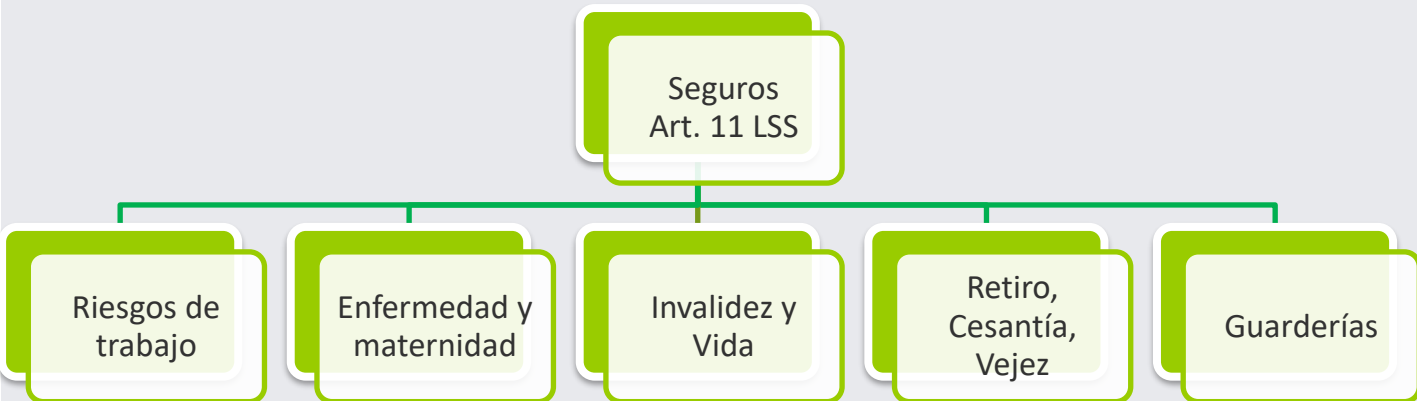 Seguros
Art. 11 LSS
Riesgos de
trabajo
Enfermedad y
maternidad
Invalidez y
Vida
Retiro,
Cesantía,
Vejez
Guarderías